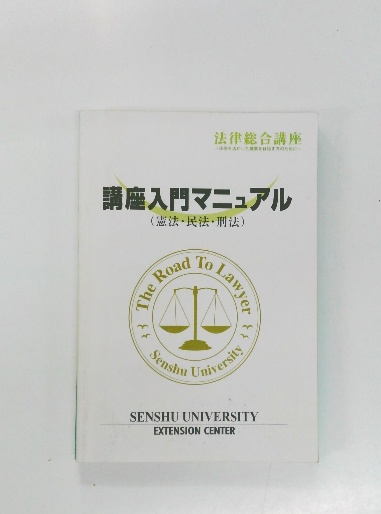 法律総合講座
講座入門マニュアル
(憲法・民法・刑法)
The Road To Lawyer
Senshu University
SENSHU UNIVERSITY
EXTENSION CENTER